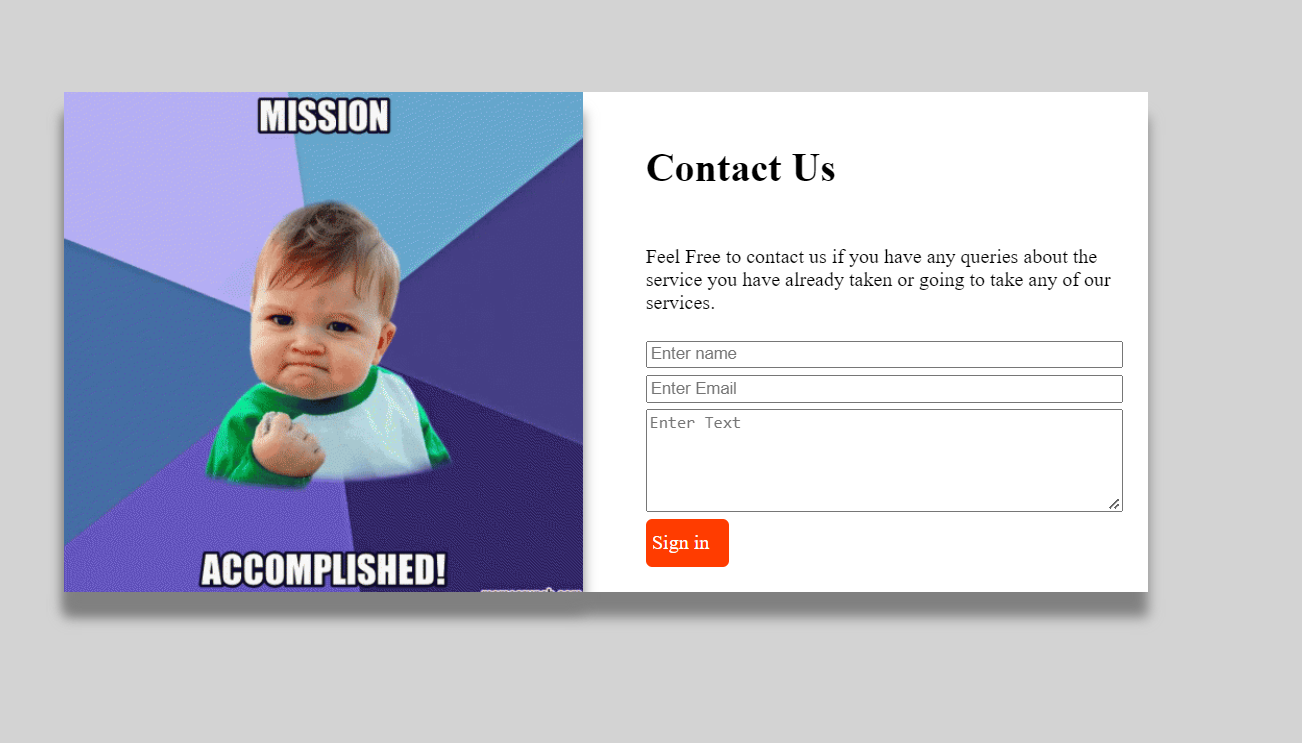 MISSION
ACCOMPLISHED!
Contact Us
Feel Free to contact us if you have any queries about the
service you have already taken or going to take any of our
services.
Enter name
Enter Email
Enter Text
Sign in